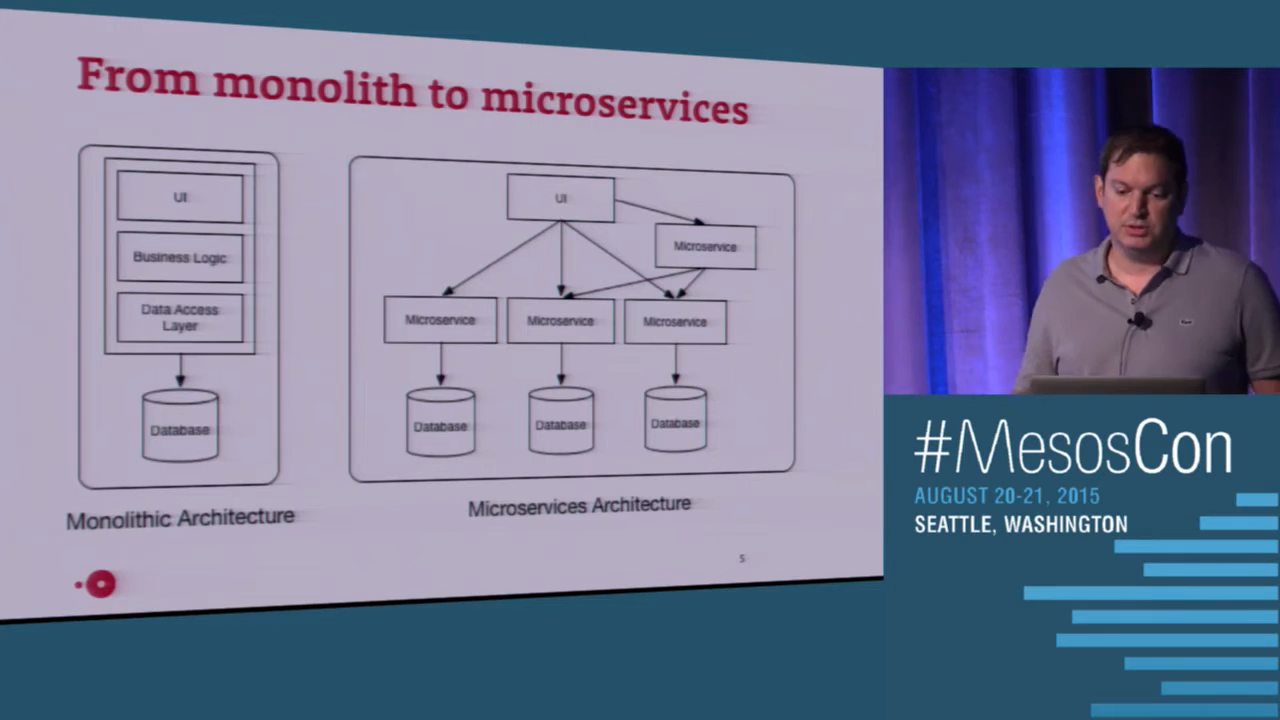 From monolith to microservices
UI
Business Logic
Data Access
Layer
Database
Monolithic Architecture
UI
Microservice
Microservice
Microservice
Microservice
Database
Database
Database
Microservices Architecture
5
#MesosCon
AUGUST 20-21, 2015
SEATTLE, WASHINGTON